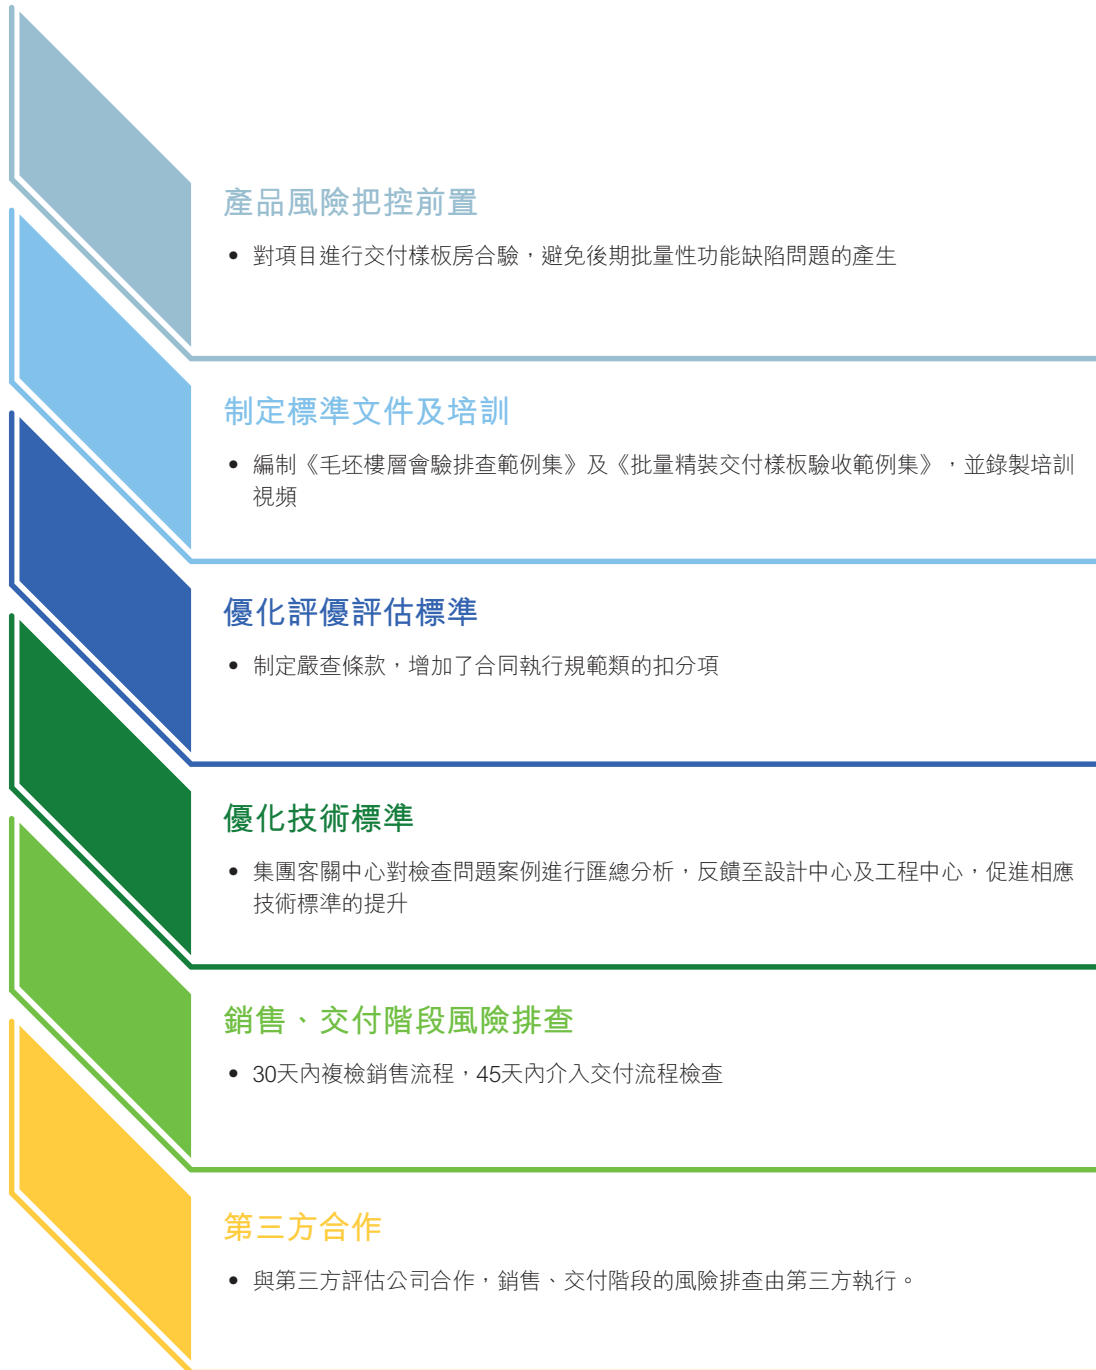 產品風險把控前置
• 對項目進行交付樣板房合驗，避免後期批量性功能缺陷問題的產生
制定標準文件及培訓
• 編制《毛坯樓層會驗排查範例集》及《批量精裝交付樣板驗收範例集》，並錄製培訓
視頻
優化評優評估標準
• 制定嚴查條款，增加了合同執行規範類的扣分項
優化技術標準
• 集團客關中心對檢查問題案例進行匯總分析，反饋至設計中心及工程中心，促進相應
技術標準的提升
銷售、交付階段風險排查
• 30天內複檢銷售流程，45天內介入交付流程檢查
第三方合作
• 與第三方評估公司合作，銷售、交付階段的風險排查由第三方執行。